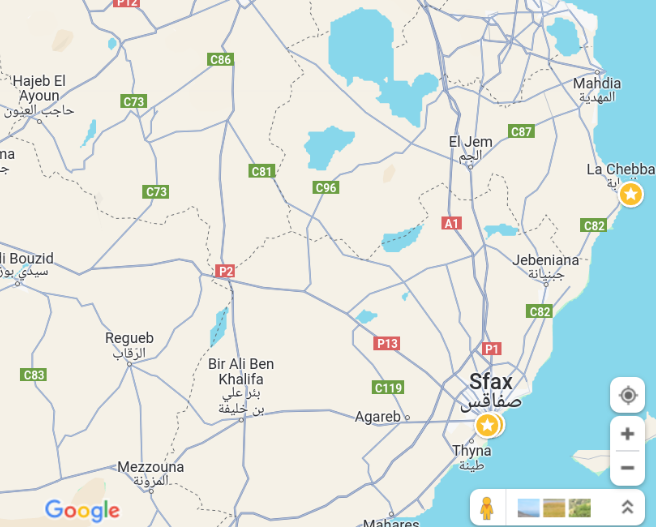 P12
C86
Hajeb El
Ayoun
حاجب العيون
C73
Mahdia
المهدية
C87
El Jem
الجم
La Chebba
C81
C96
C73
A1
C82
Jebeniana
جبنيانة
Bouzid
P2
Regueb
الرقاب
C82
P13
P1
C83
Bir Ali Ben
Khalifa
بئر علي
بن خليفة
C119
Sfax
صفاقس
Agareb
Thyna
طينة
Mezzouna
المزونة
Google
Mahares